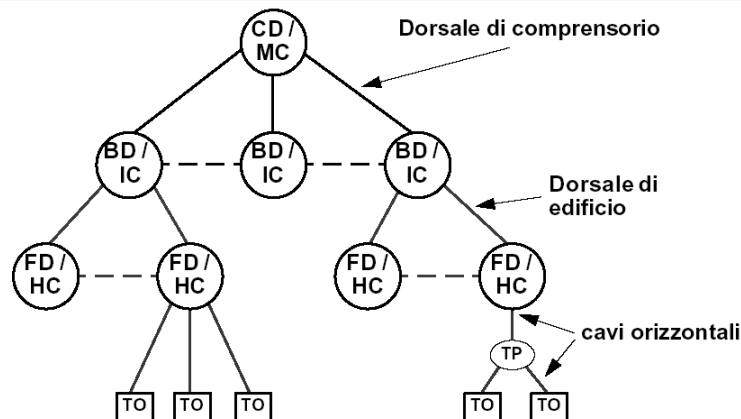 CD /
MC
Dorsale di comprensorio
BD /
IC
BD /
IC
BD /
IC
Dorsale di
edificio
FD /
HC
FD /
HC
FD /
HC
FD /
HC
cavi orizzontali
TP
TO
TO
TO
TO
TO